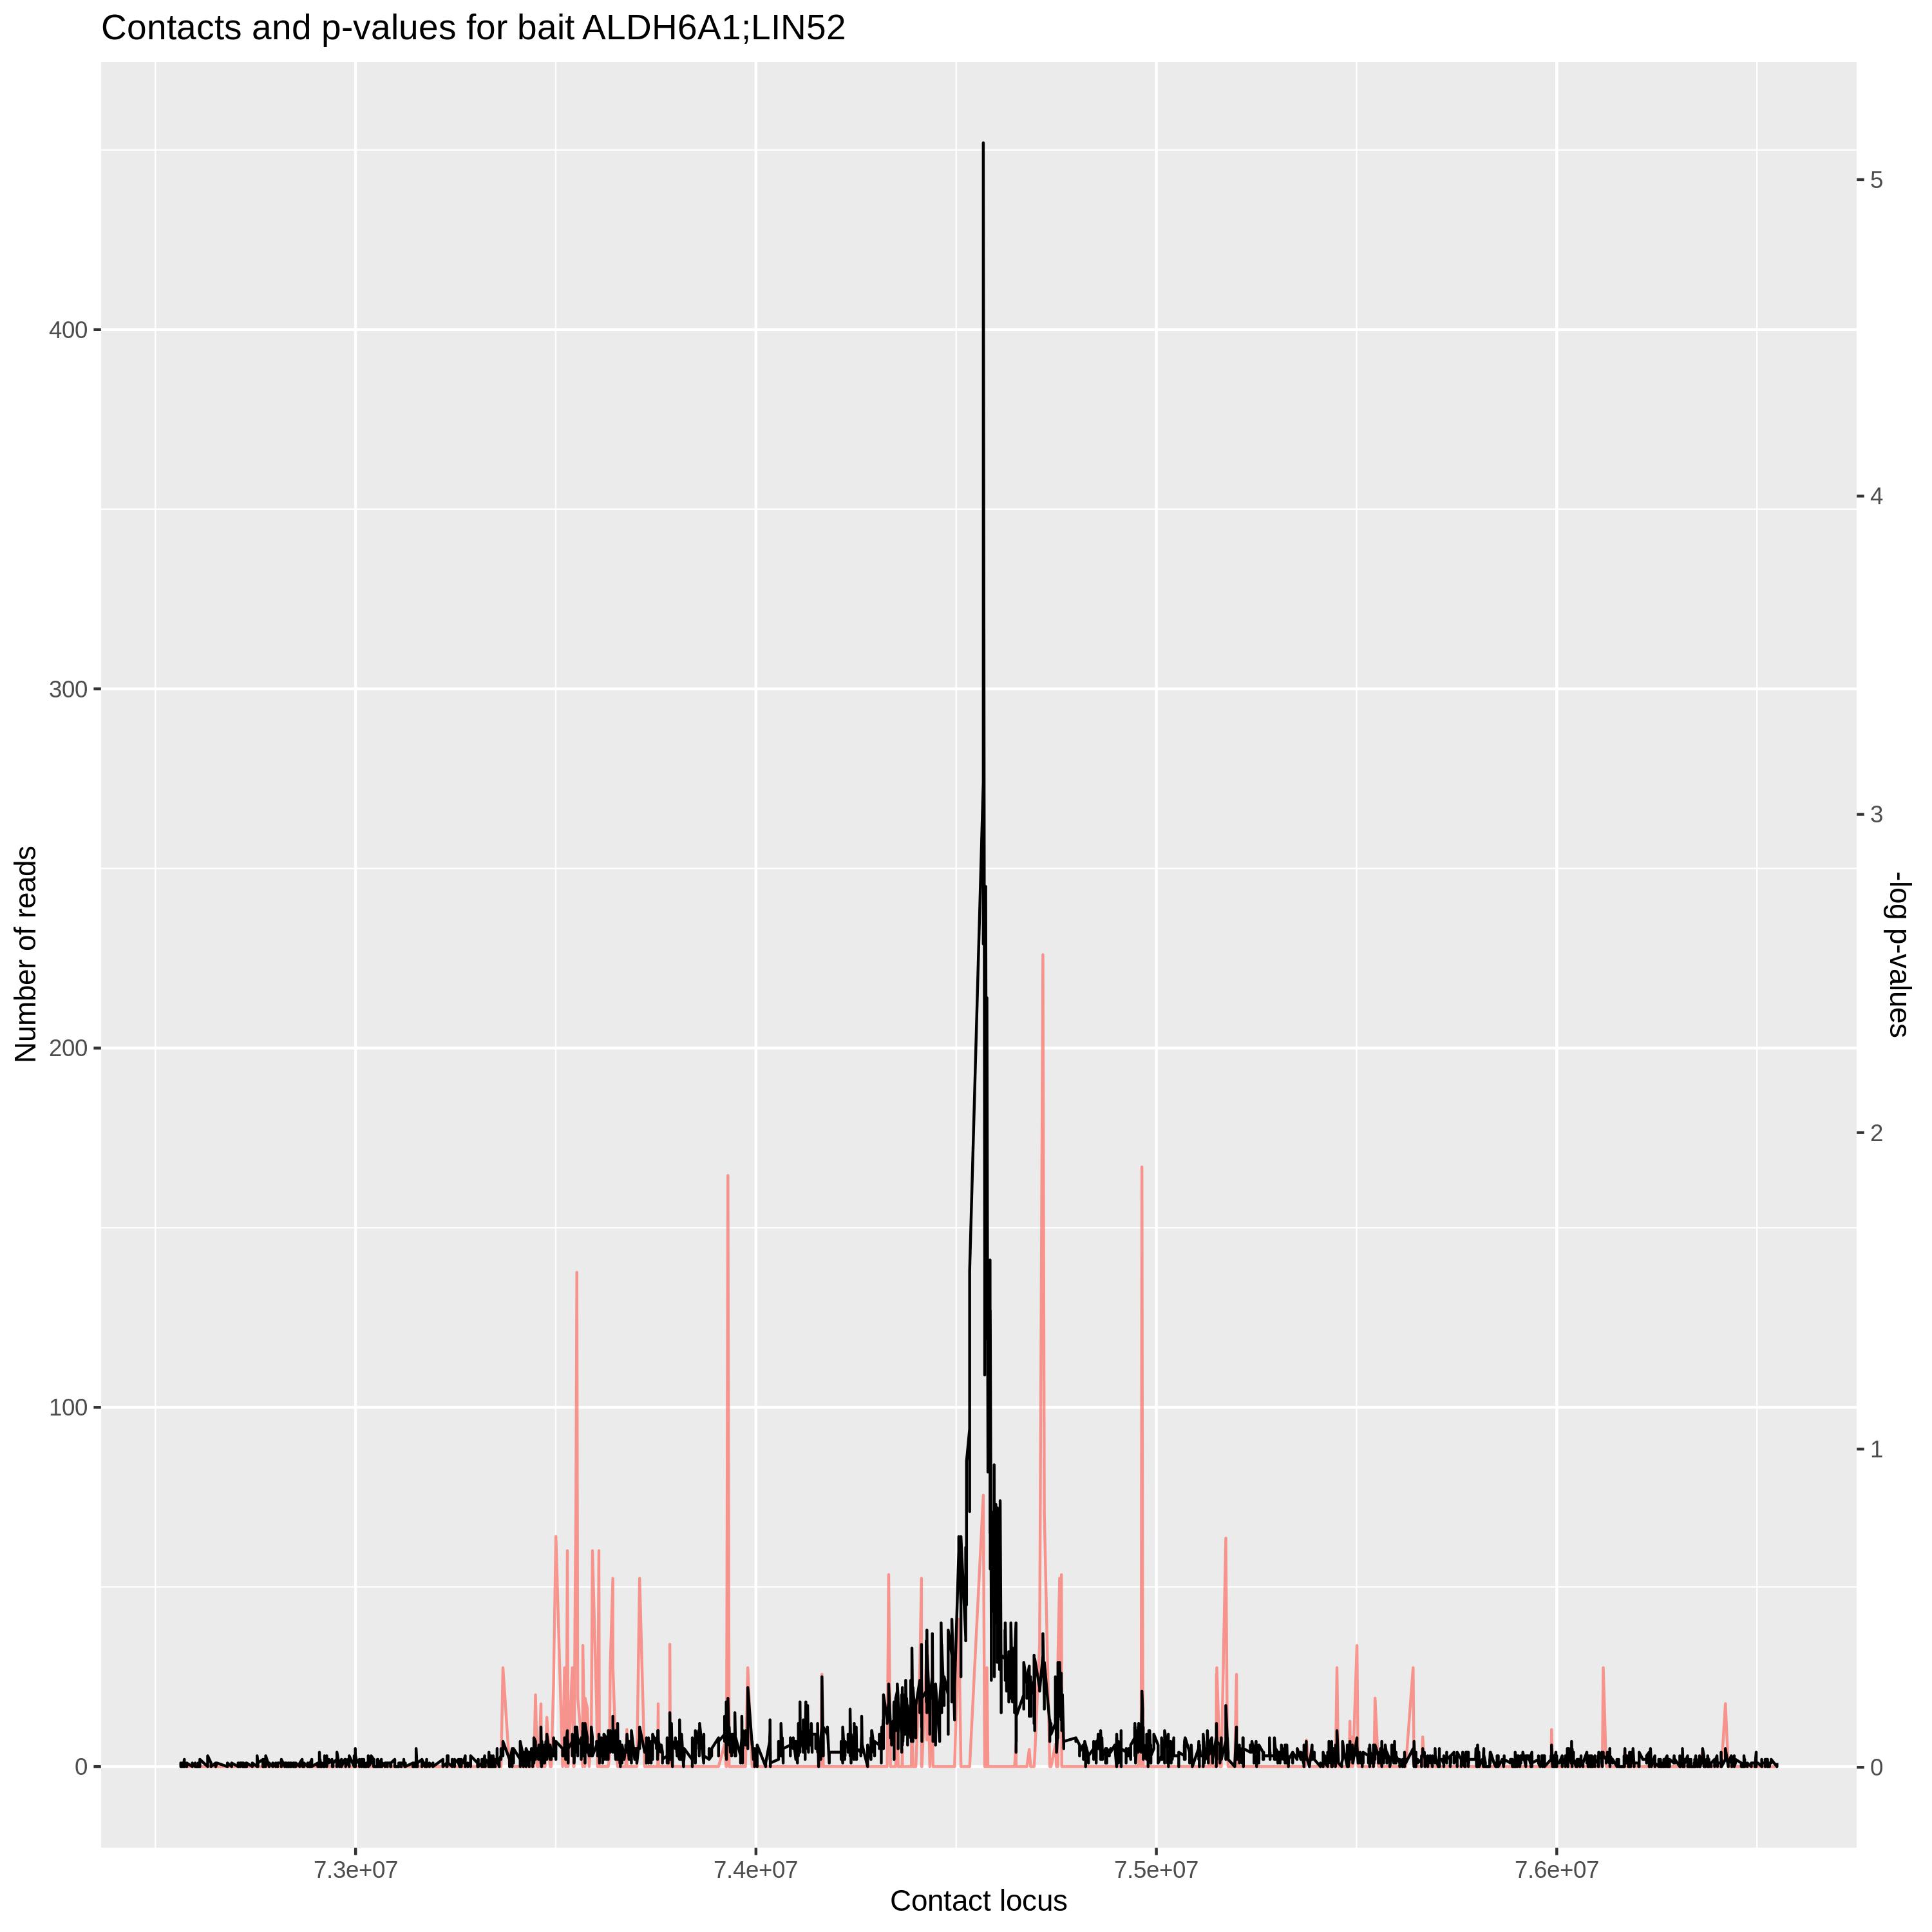 Contacts and p-values for bait ALDH6A1;LIN52
Number of reads
400
300
200
100
0
5
4
3
2
1
0
-log p-values
7.3e+07
7.4e+07
7.5e+07
7.6e+07
Contact locus